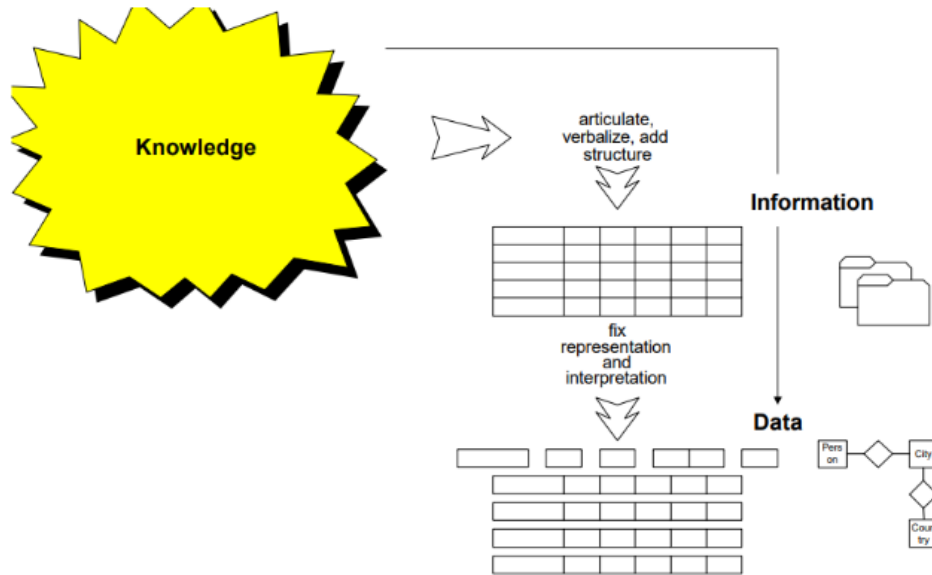 Knowledge
articulate,
verbalize, add
structure
Information
fix
representation
and
interpretation
Data
Pers
on
City
Coun
try